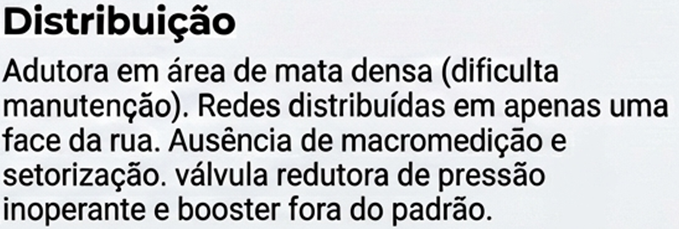 Distribuição
Adutora em área de mata densa (dificulta
manutenção). Redes distribuídas em apenas uma
face da rua. Ausência de macromedição e
setorização. válvula redutora de pressão
inoperante e booster fora do padrão.